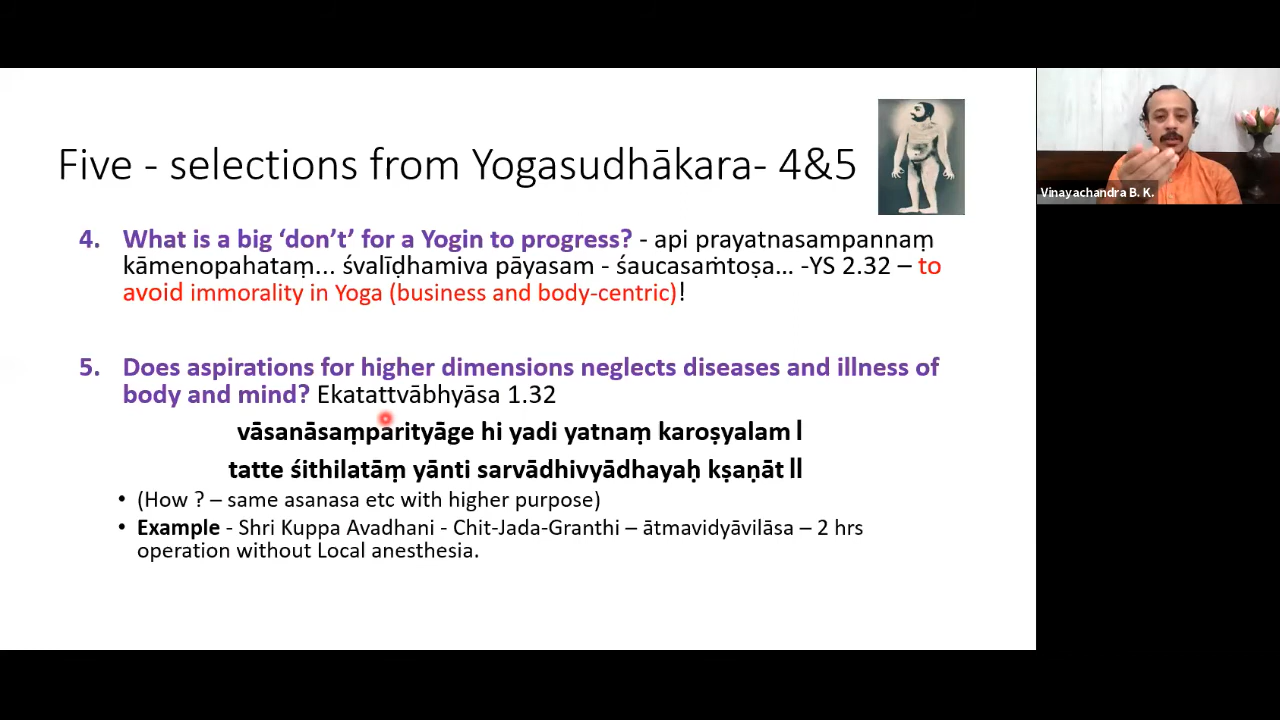 Five - selections from Yogasudhākara- 4&5
4. What is a big ‘don’t’ for a Yogin to progress? - api prayatnasampannaṃ
kāmenopahataṃ... śvalīḍhamiva pāyasam - śaucasaṁtoṣa... -YS 2.32 – to
avoid immorality in Yoga (business and body-centric)!
5. Does aspirations for higher dimensions neglects diseases and illness of
body and mind? Ekatattvābhyāsa 1.32
vāsanāsaṃparityāge hi yadi yatnaṃ karoṣyalam ǀ
tatte śithilatāṃ yānti sarvādhivyādhayaḥ kṣaṇāt ǁ
• (How ? – same asanasa etc with higher purpose)
• Example - Shri Kuppa Avadhani - Chit-Jada-Granthi – ātmavidyāvilāsa – 2 hrs
operation without Local anesthesia.
Vinayachandra B. K.